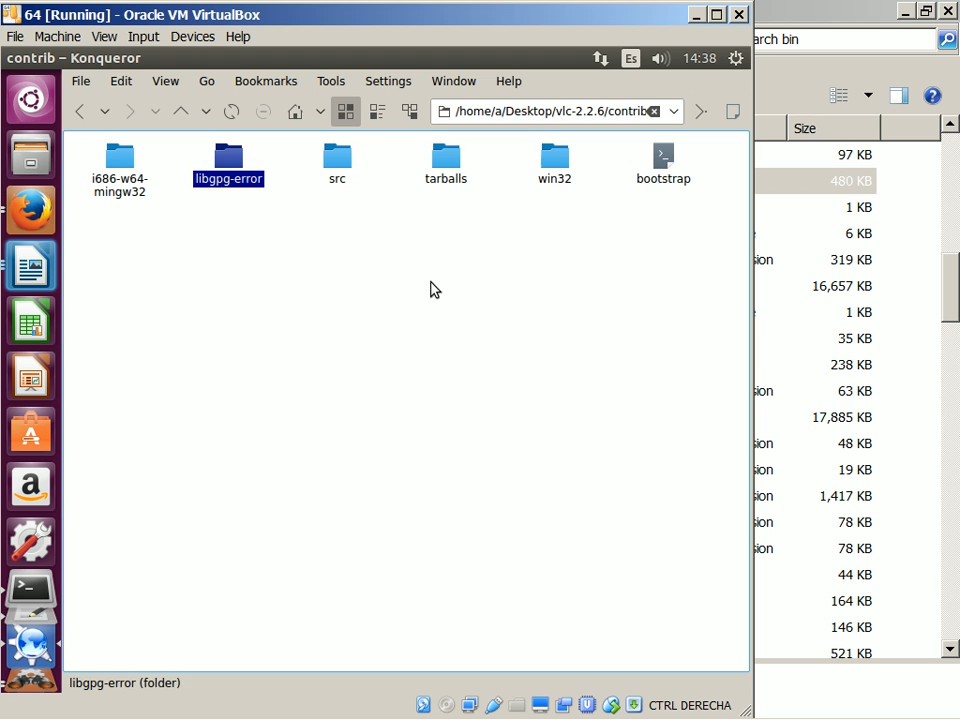 64 [Running] - Oracle VM VirtualBox
File Machine View Input Devices Help
contrib – Konqueror
Es 14:38
File Edit View Go Bookmarks Tools Settings Window Help
/home/a/Desktop/vlc-2.2.6/contrib
i686-w64-
mingw32
libgpg-error
src
tarballs
win32
bootstrap
libgpg-error (folder)
CTRL DERECHA
arch bin
Size
97 KB
480 KB
1 KB
6 KB
sion 319 KB
16,657 KB
1 KB
35 KB
238 KB
sion 63 KB
17,885 KB
sion 48 KB
sion 19 KB
sion 1,417 KB
sion 78 KB
sion 78 KB
44 KB
164 KB
146 KB
521 KB